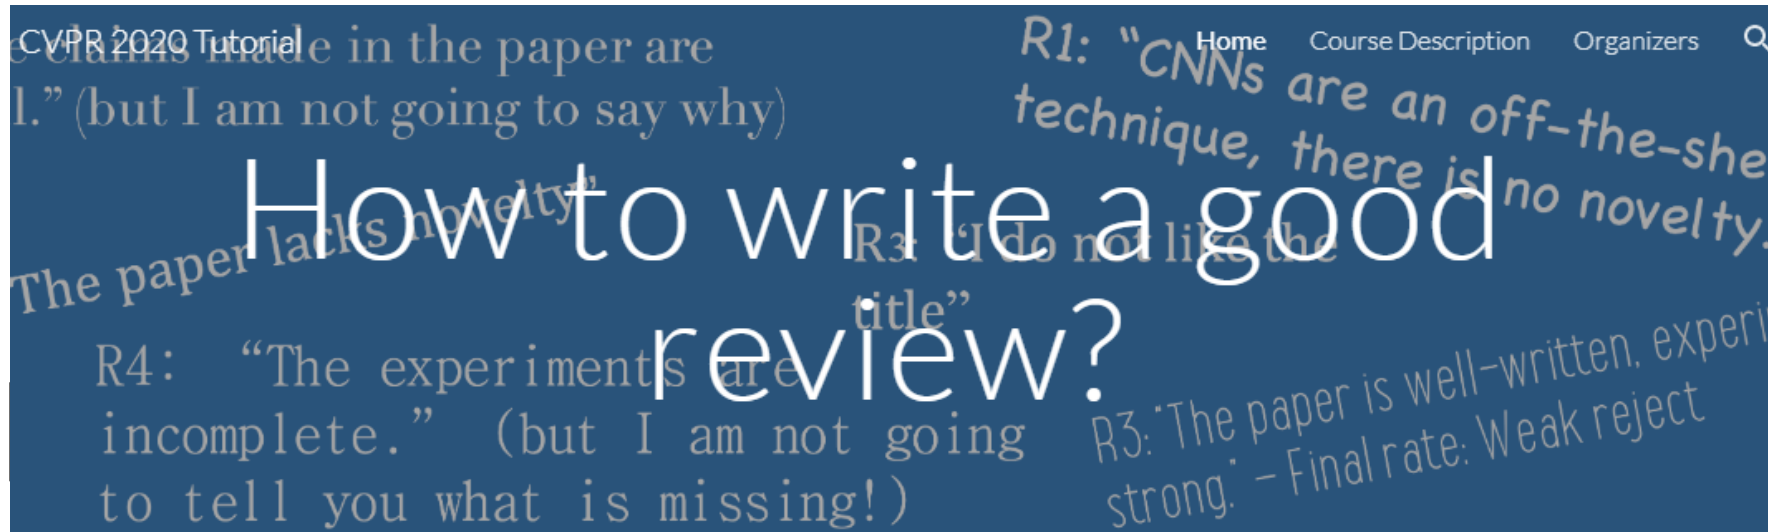 CVPR 2020 Tutorial
Home Course Description Organizers
claims made in the paper are
l.” (but I am not going to say why)
R1: “CNNs are an off-the-she
technique, there is no novelty.
How to write a good
review?
The paper lacks novelty”
R3: “I do not like the
title”
R4: “The experiments are
incomplete.” (but I am not going
to tell you what is missing!)
R3: “The paper is well-written, experi
strong.” – Final rate: Weak reject